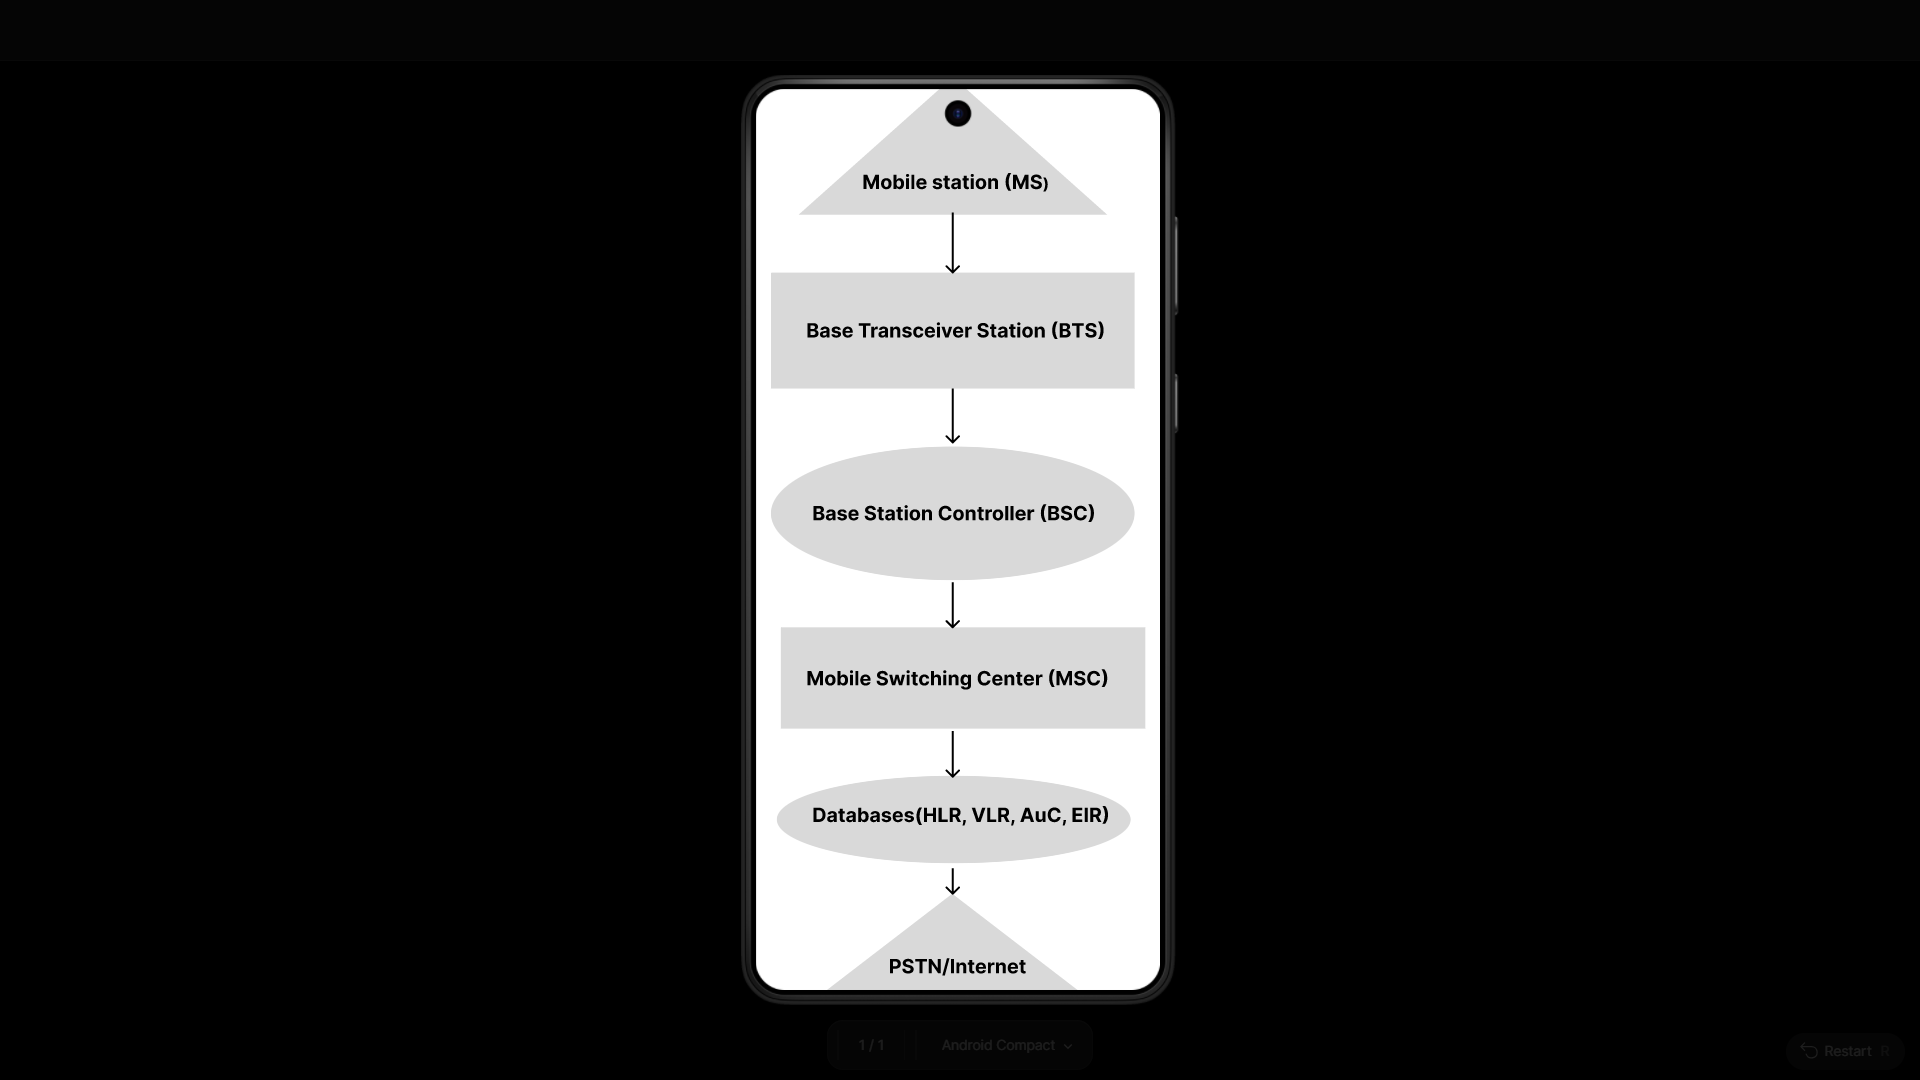 Mobile station (MS)
Base Transceiver Station (BTS)
Base Station Controller (BSC)
Mobile Switching Center (MSC)
Databases(HLR, VLR, AuC, EIR)
PSTN/Internet
1 / 1
Android Compact
Restart R